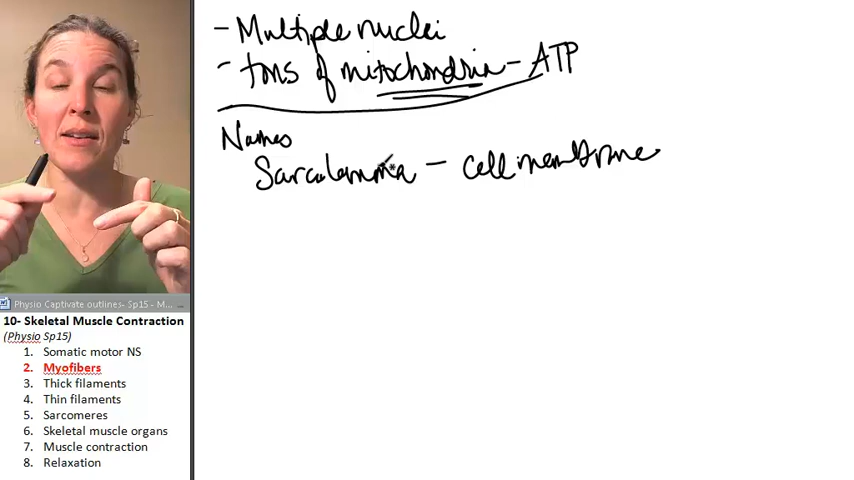 - Multiple nuclei
- tons of mitochondria - ATP
Names
Sarcolemma - cell membrane
Physio Captivate outlines- Sp15 - M...
10- Skeletal Muscle Contraction
(Physio Sp15)
1. Somatic motor NS
2. Myofibers
3. Thick filaments
4. Thin filaments
5. Sarcomeres
6. Skeletal muscle organs
7. Muscle contraction
8. Relaxation